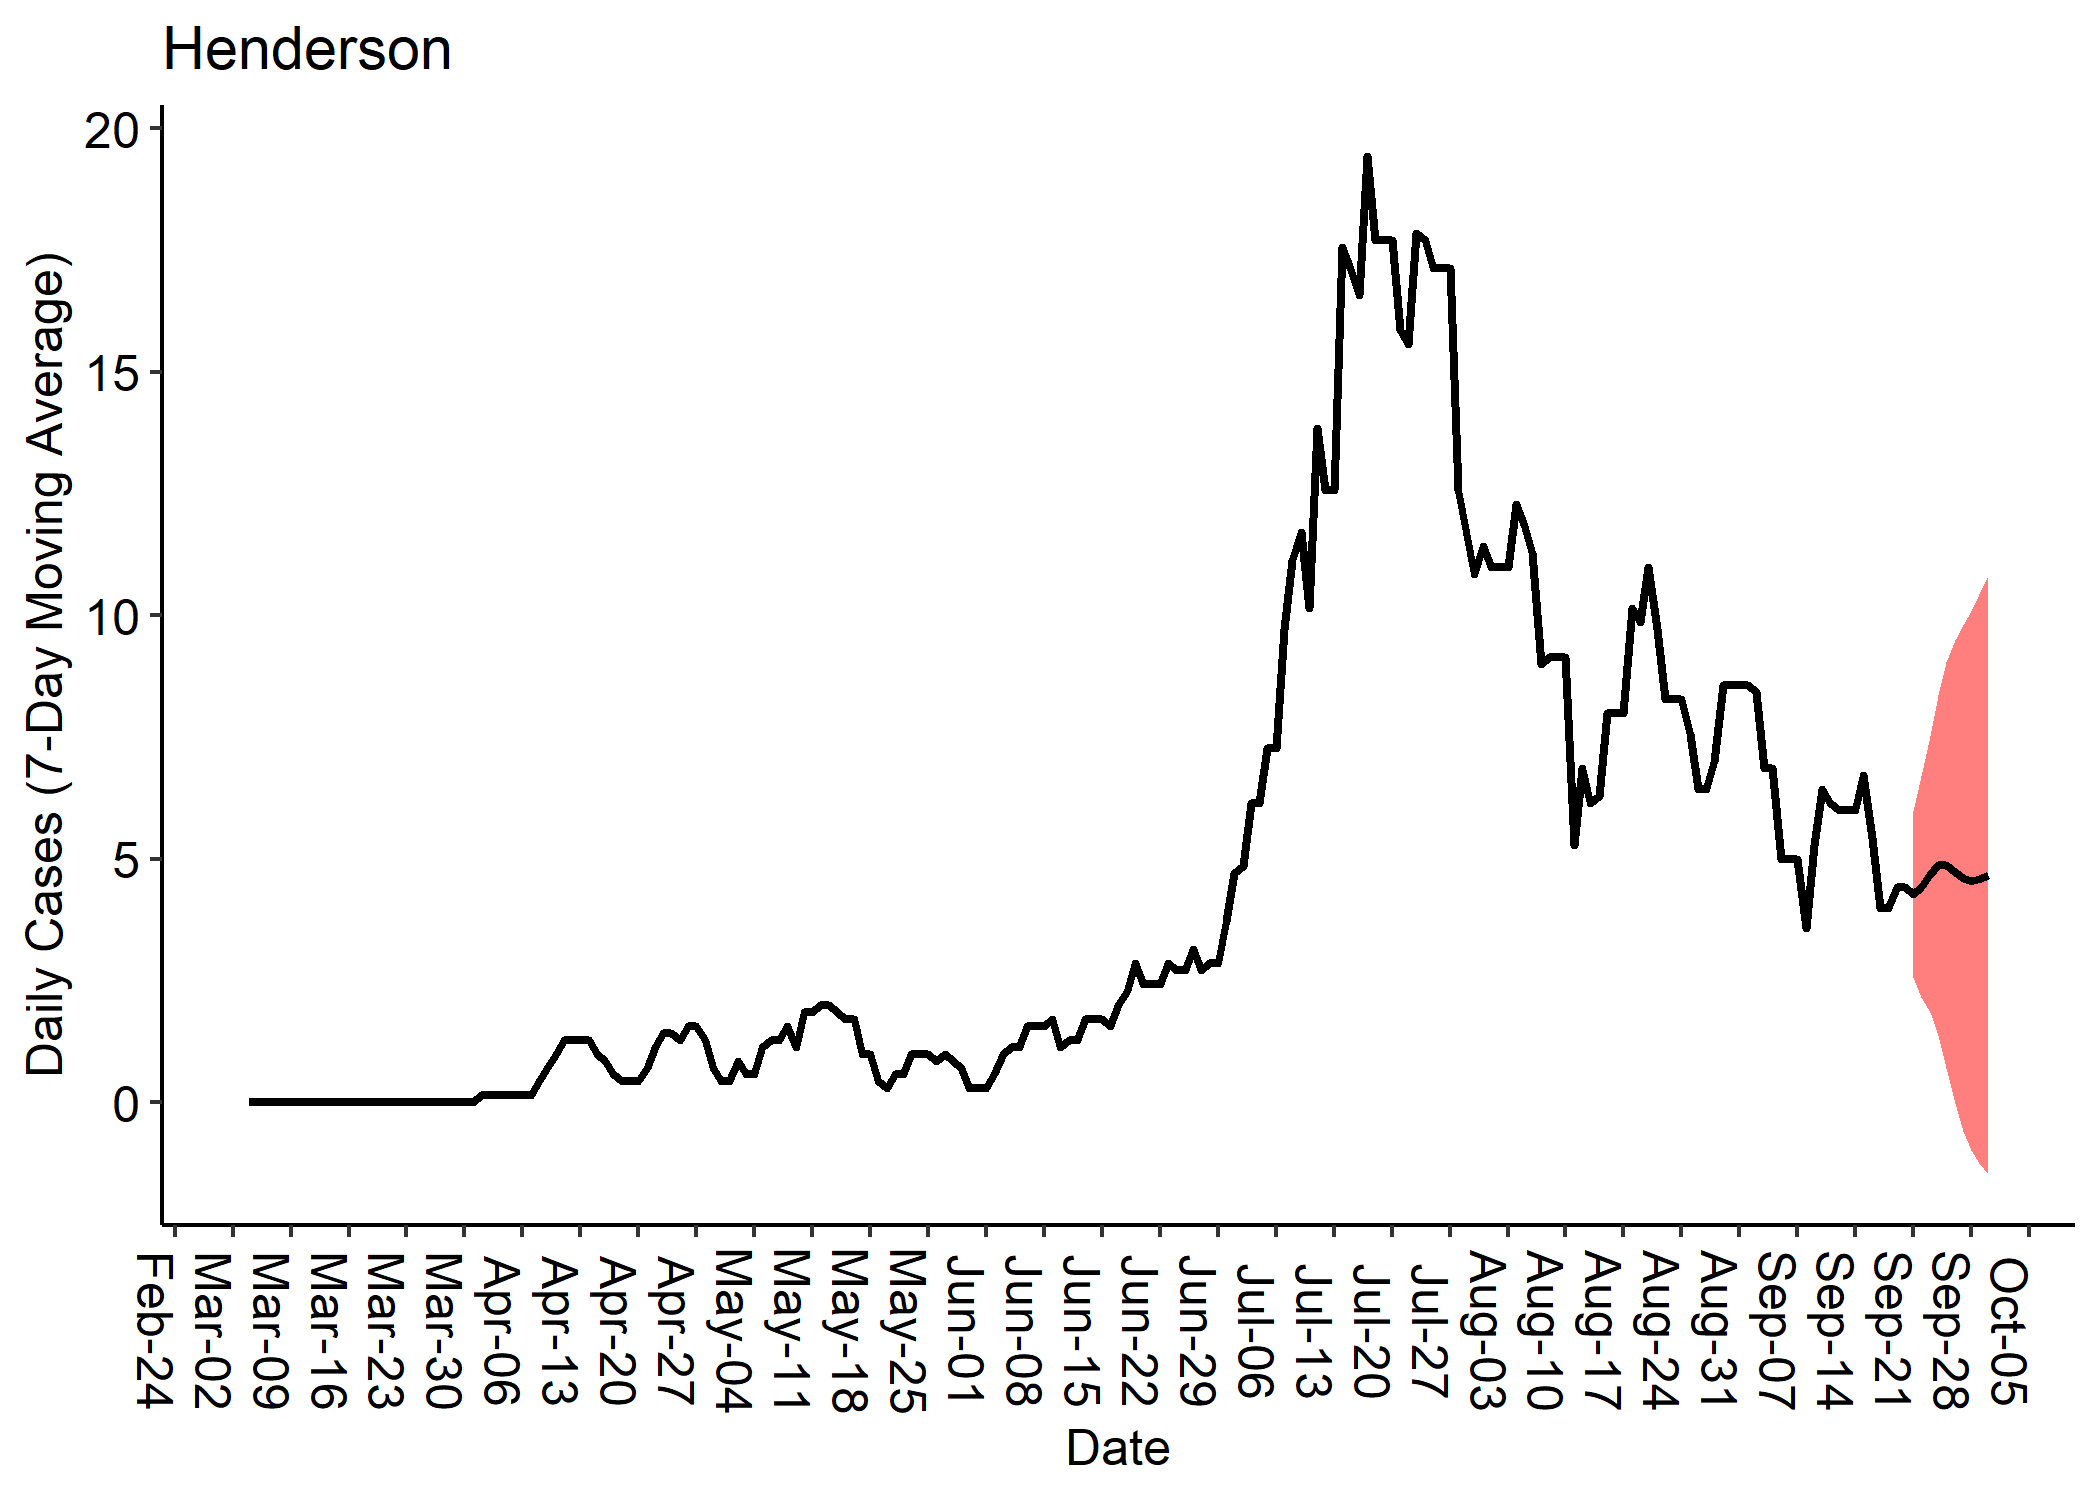 Henderson
Daily Cases (7-Day Moving Average)
20
15
10
5
0
Feb-24
Mar-02
Mar-09
Mar-16
Mar-23
Mar-30
Apr-06
Apr-13
Apr-20
Apr-27
May-04
May-11
May-18
May-25
Jun-01
Jun-08
Jun-15
Jun-22
Jun-29
Jul-06
Jul-13
Jul-20
Jul-27
Aug-03
Aug-10
Aug-17
Aug-24
Aug-31
Sep-07
Sep-14
Sep-21
Sep-28
Oct-05
Date